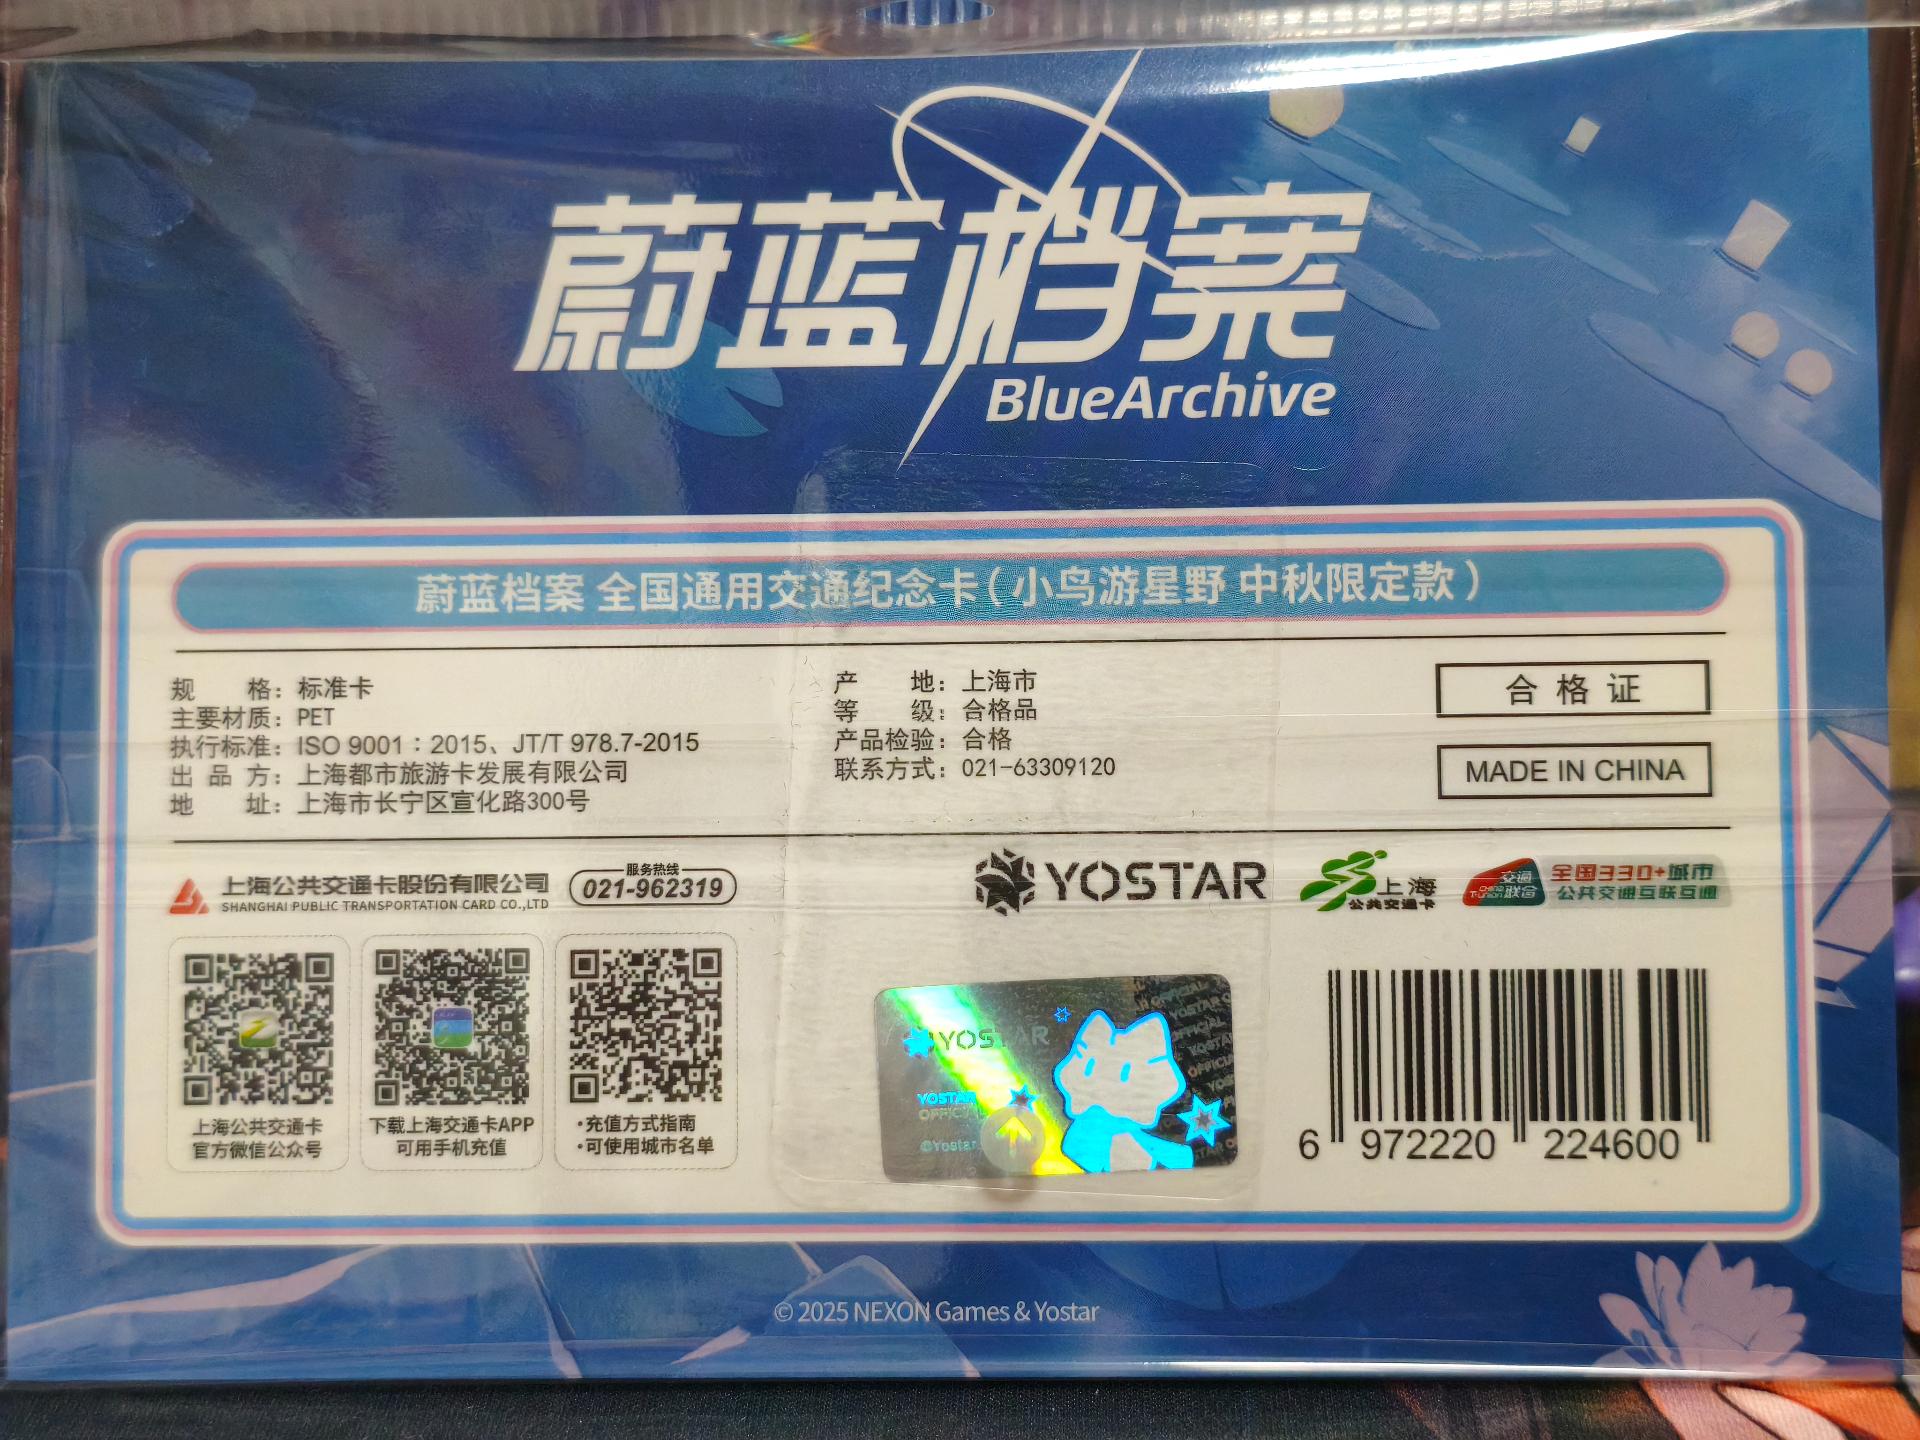 蔚蓝档案
BlueArchive
蔚蓝档案 全国通用交通纪念卡（小鸟游星野 中秋限定款）
规格：标准卡
主要材质：PET
执行标准：ISO 9001：2015、JT/T 978.7-2015
出品方：上海都市旅游卡发展有限公司
地址：上海市长宁区宣化路300号
产地：上海市
等级：合格品
产品检验：合格
联系方式：021-63309120
合格证
MADE IN CHINA
上海公共交通卡股份有限公司
SHANGHAI PUBLIC TRANSPORTATION CARD CO.,LTD
服务热线
021-962319
YOSTAR
上海
公共交通卡
交通
联合
China T-Union
全国330+城市
公共交通互联互通
上海公共交通卡
官方微信公众号
下载上海交通卡APP
可用手机充值
·充值方式指南
·可使用城市名单
YOSTAR
YOSTAR
OFFICIAL
@Yostar
6 972220 224600
© 2025 NEXON Games & Yostar